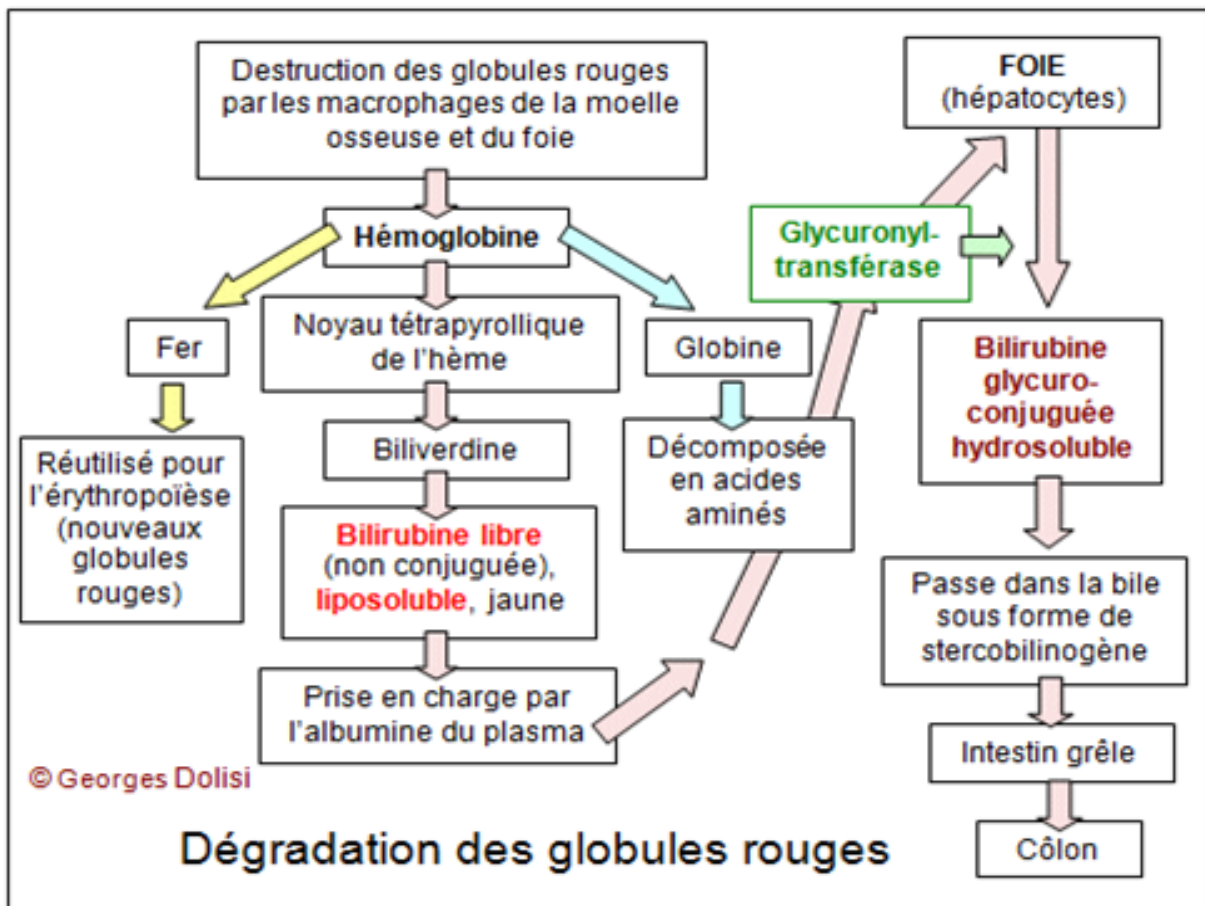 Destruction des globules rouges
par les macrophages de la moelle
osseuse et du foie
Hémoglobine
Fer
Réutilisé pour
l'érythropoïèse
(nouveaux
globules
rouges)
Noyau tétrapyrollique
de l'hème
Biliverdine
Bilirubine libre
(non conjuguée),
liposoluble, jaune
Prise en charge par
l'albumine du plasma
Globine
Décomposée
en acides
aminés
Glycuronyl-
transférase
FOIE
(hépatocytes)
Bilirubine
glycuro-
conjuguée
hydrosoluble
Passe dans la bile
sous forme de
stercobilinogène
Intestin grêle
Côlon
© Georges Dolisi
Dégradation des globules rouges